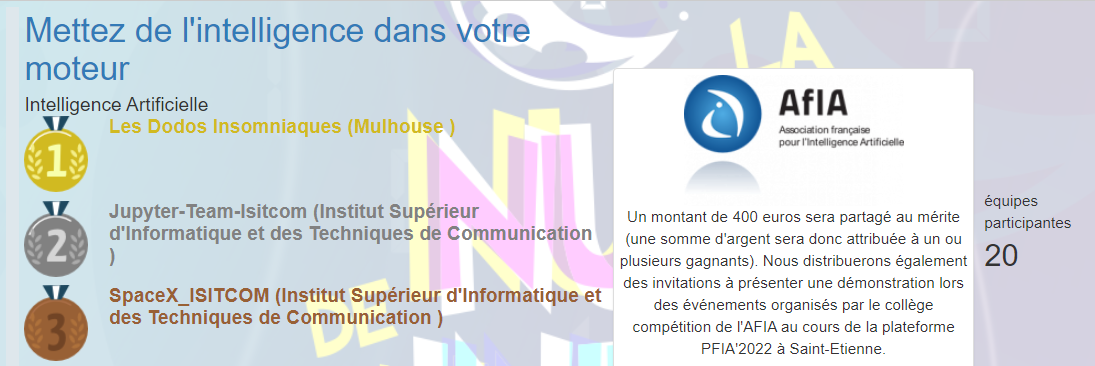 Mettez de l'intelligence dans votre
moteur
Intelligence Artificielle
1
Les Dodos Insomniaques (Mulhouse )
2
Jupyter-Team-Isitcom (Institut Supérieur
d'Informatique et des Techniques de Communication
)
3
SpaceX_ISITCOM (Institut Supérieur d'Informatique et
des Techniques de Communication )
LA
NU
DE
AfIA
Association française
pour l'Intelligence Artificielle
Un montant de 400 euros sera partagé au mérite
(une somme d'argent sera donc attribuée à un ou
plusieurs gagnants). Nous distribuerons également
des invitations à présenter une démonstration lors
des événements organisés par le collège
compétition de l'AFIA au cours de la plateforme
PFIA'2022 à Saint-Etienne.
équipes
participantes
20